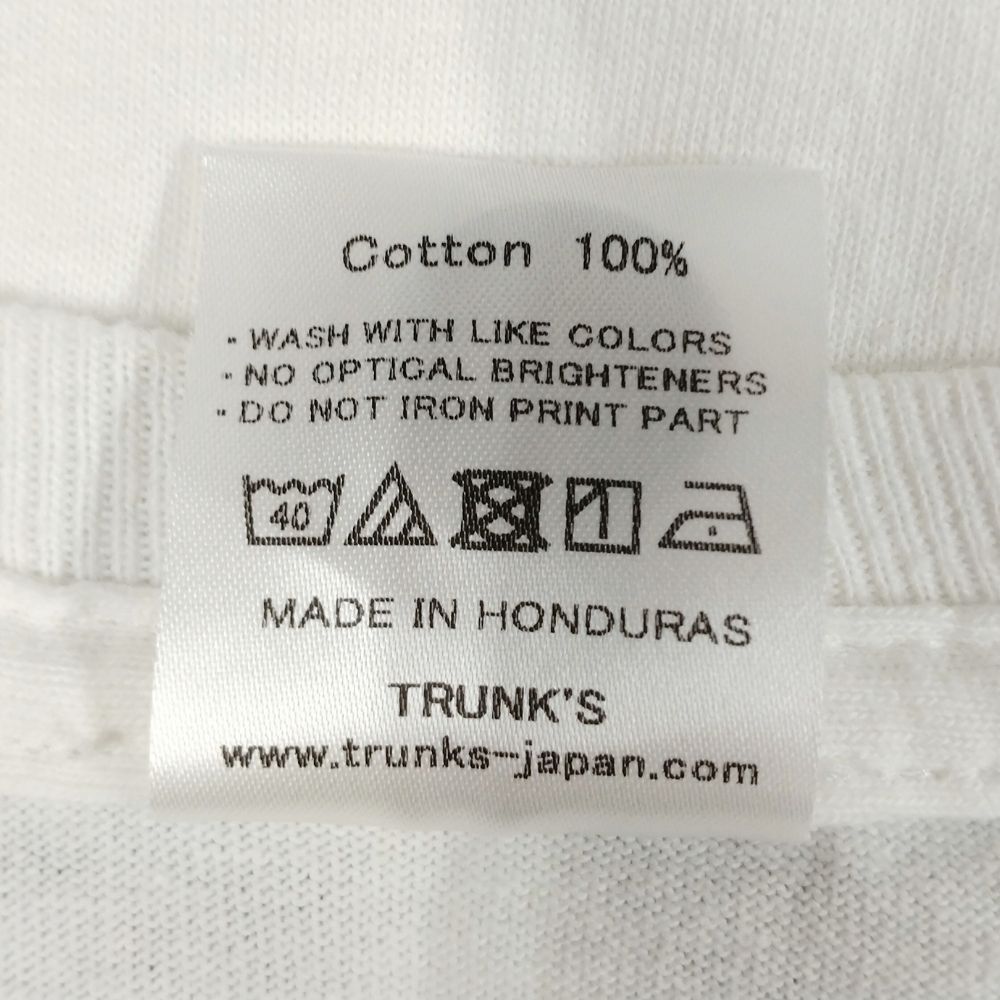 Cotton 100%
・WASH WITH LIKE COLORS
・NO OPTICAL BRIGHTENERS
・DO NOT IRON PRINT PART
40
MADE IN HONDURAS
TRUNK'S
www.trunks-japan.com